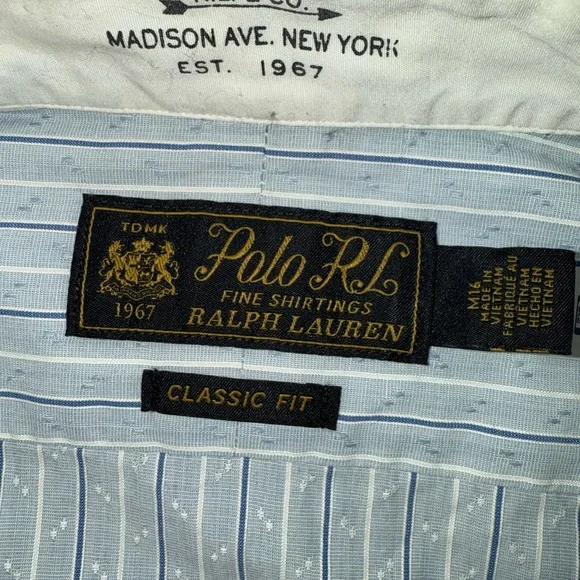 MADISON AVE. NEW YORK
EST. 1967
TDMK
1967
Polo RL
FINE SHIRTINGS
RALPH LAUREN
M16
MADE IN
VIETNAM
FABRIQUE AU
VIETNAM
HECHO EN
VIETNAM
CLASSIC FIT